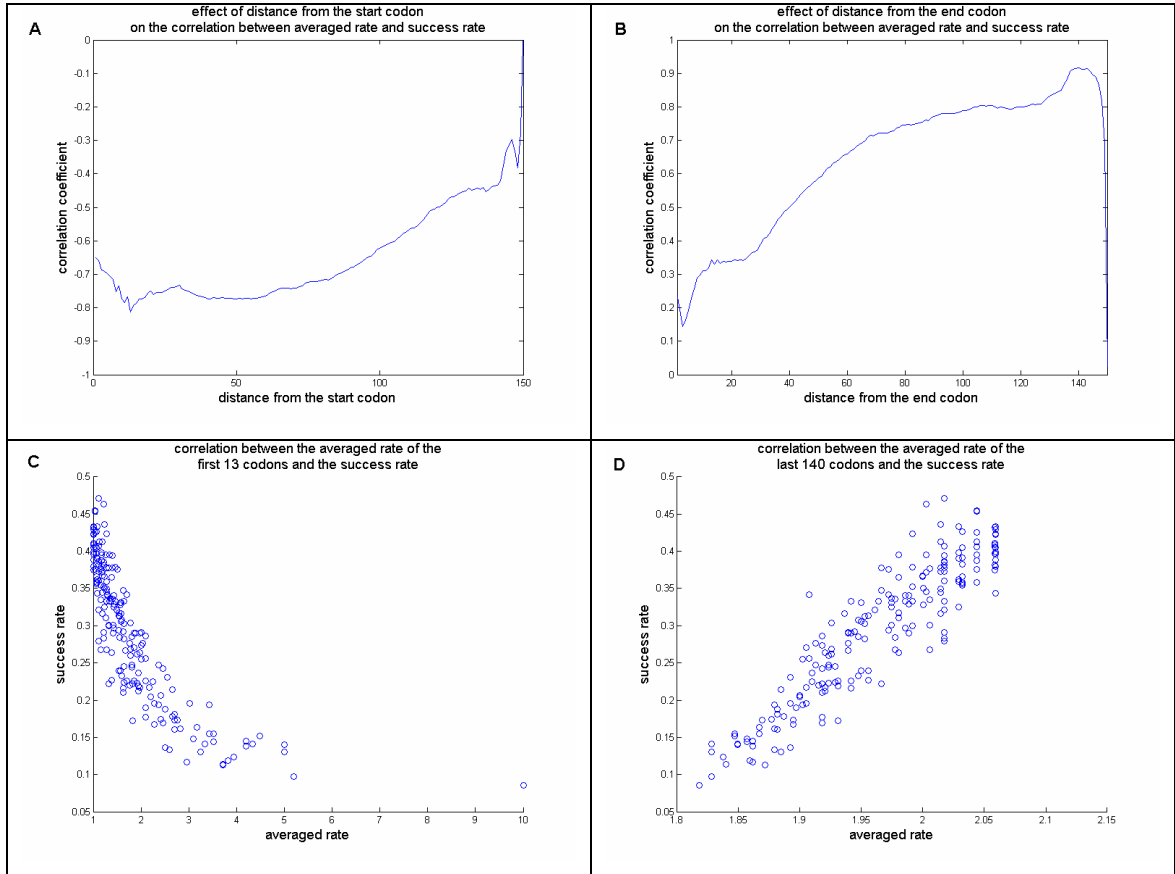 A
effect of distance from the start codon
on the correlation between averaged rate and success rate
0
-0.1
-0.2
-0.3
-0.4
-0.5
-0.6
-0.7
-0.8
-0.9
-1
correlation coefficient
0 50 100 150
distance from the start codon
B
effect of distance from the end codon
on the correlation between averaged rate and success rate
1
0.9
0.8
0.7
0.6
0.5
0.4
0.3
0.2
0.1
0
correlation coefficient
20 40 60 80 100 120 140
distance from the end codon
C
correlation between the averaged rate of the
first 13 codons and the success rate
0.5
0.45
0.4
0.35
0.3
0.25
0.2
0.15
0.1
0.05
success rate
1 2 3 4 5 6 7 8 9 10
averaged rate
D
correlation between the averaged rate of the
last 140 codons and the success rate
0.5
0.45
0.4
0.35
0.3
0.25
0.2
0.15
0.1
0.05
success rate
1.8 1.85 1.9 1.95 2 2.05 2.1 2.15
averaged rate